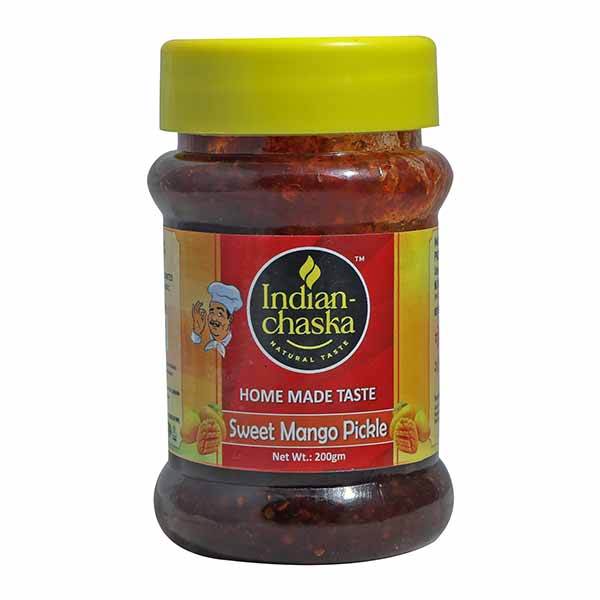 Indian-
chaska
NATURAL TASTE
TM
HOME MADE TASTE
Sweet Mango Pickle
Net Wt.: 200gm